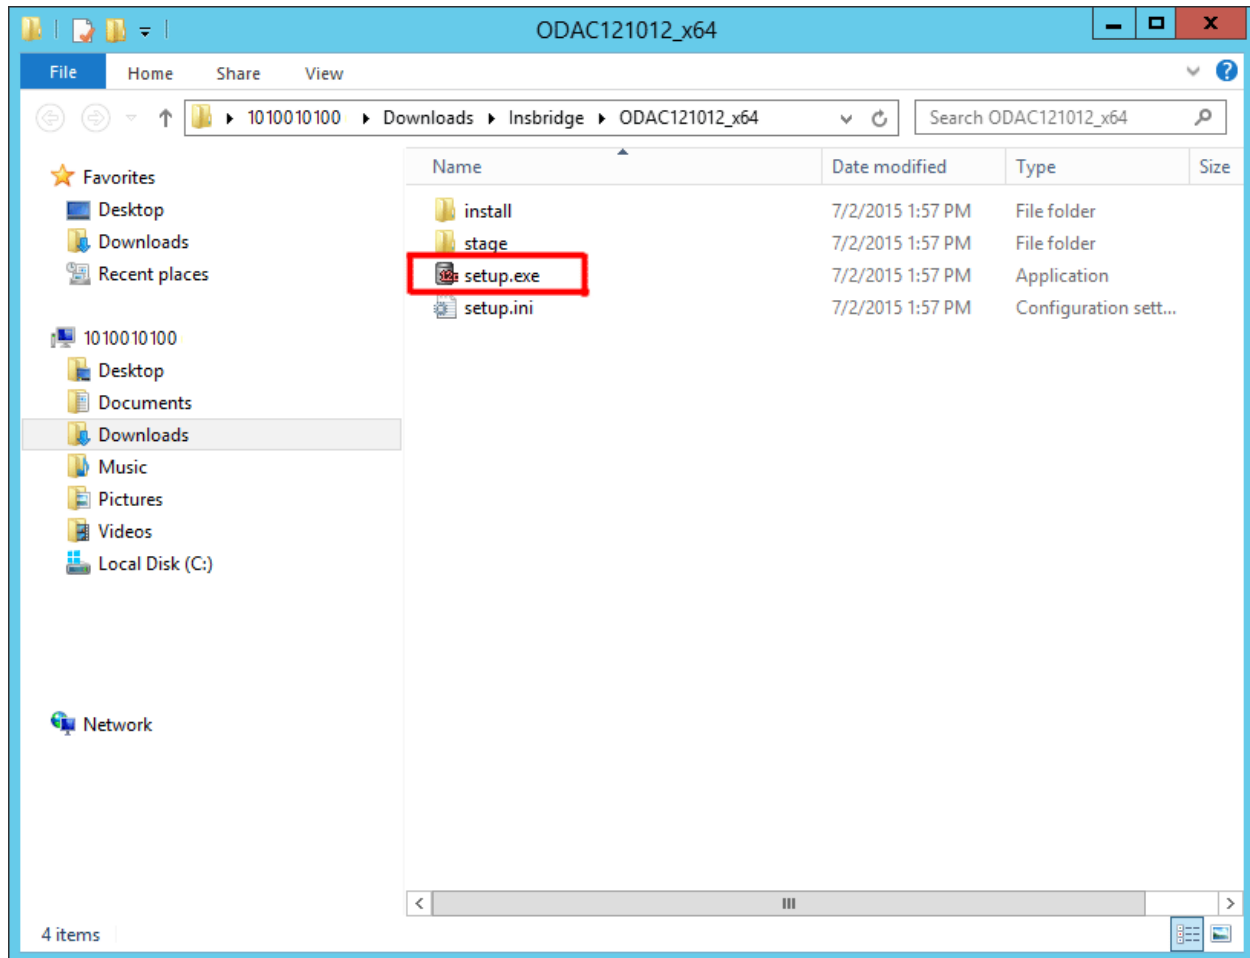 ODAC121012_x64
File Home Share View
1010010100 Downloads Insbridge ODAC121012_x64 Search ODAC121012_x64
Name Date modified Type Size
Favorites
Desktop
Downloads
Recent places
1010010100
Desktop
Documents
Downloads
Music
Pictures
Videos
Local Disk (C:)
Network
install 7/2/2015 1:57 PM File folder
stage 7/2/2015 1:57 PM File folder
setup.exe 7/2/2015 1:57 PM Application
setup.ini 7/2/2015 1:57 PM Configuration sett...
4 items